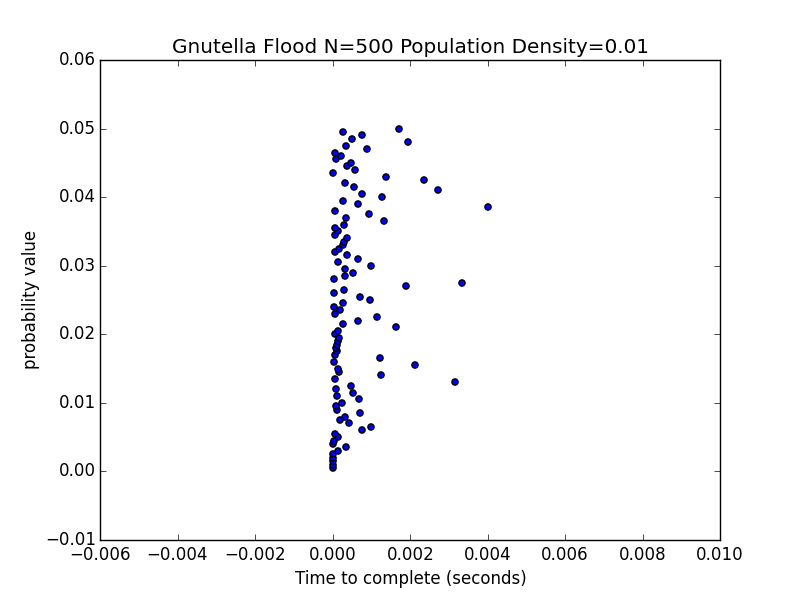 Gnutella Flood N=500 Population Density=0.01
0.06
0.05
0.04
0.03
0.02
0.01
0.00
−0.01
probability value
−0.006 −0.004 −0.002 0.000 0.002 0.004 0.006 0.008 0.010
Time to complete (seconds)